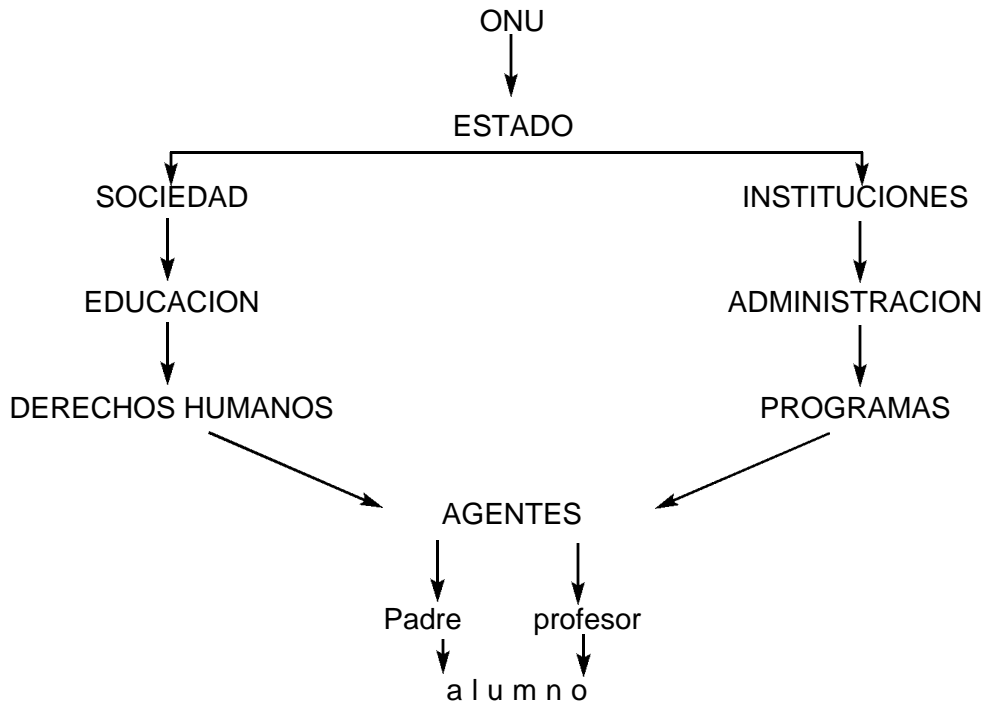 ONU
ESTADO
SOCIEDAD INSTITUCIONES
EDUCACION ADMINISTRACION
DERECHOS HUMANOS PROGRAMAS
AGENTES
Padre profesor
a l u m n o